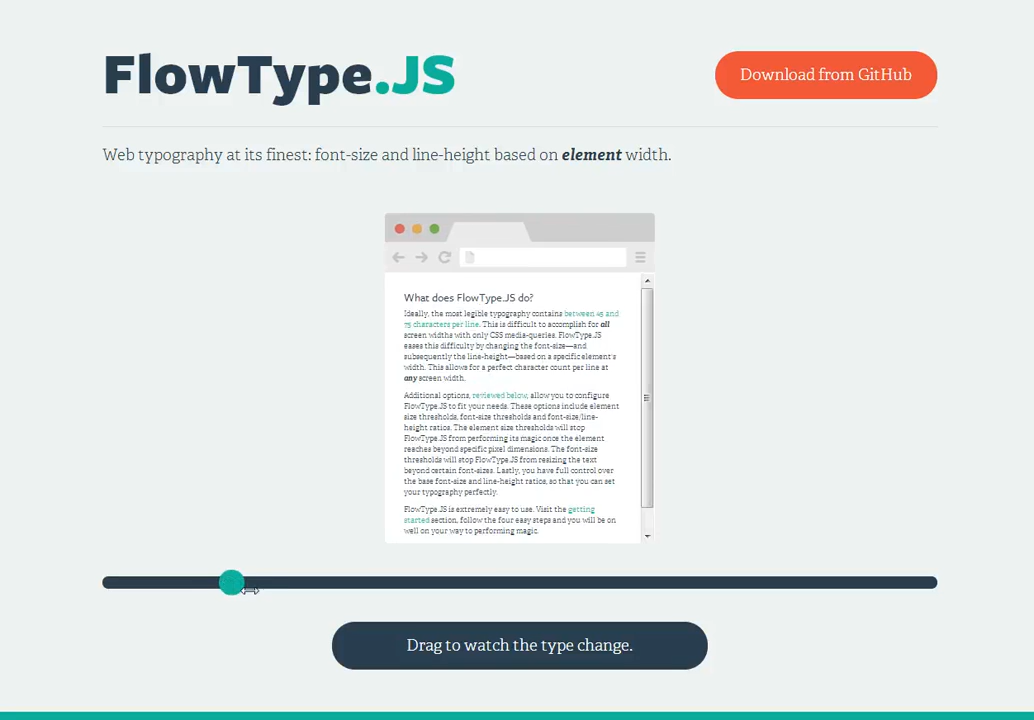 FlowType.JS
Download from GitHub
Web typography at its finest: font-size and line-height based on element width.
What does FlowType.JS do?
Ideally, the most legible typography contains between 45 and
75 characters per line. This is difficult to accomplish for all
screen widths with only CSS media-queries. FlowType.JS
eases this difficulty by changing the font-size—and
subsequently the line-height—based on a specific element's
width. This allows for a perfect character count per line at
any screen width.
Additional options, reviewed below, allow you to configure
FlowType.JS to fit your needs. These options include element
size thresholds, font-size thresholds and font-size/line-
height ratios. The element size thresholds will stop
FlowType.JS from performing its magic once the element
reaches beyond specific pixel dimensions. The font-size
thresholds will stop FlowType.JS from resizing the text
beyond certain font-sizes. Lastly, you have full control over
the base font-size and line-height ratios, so that you can set
your typography perfectly.
FlowType.JS is extremely easy to use. Visit the getting
started section, follow the four easy steps and you will be on
well on your way to performing magic.
Drag to watch the type change.